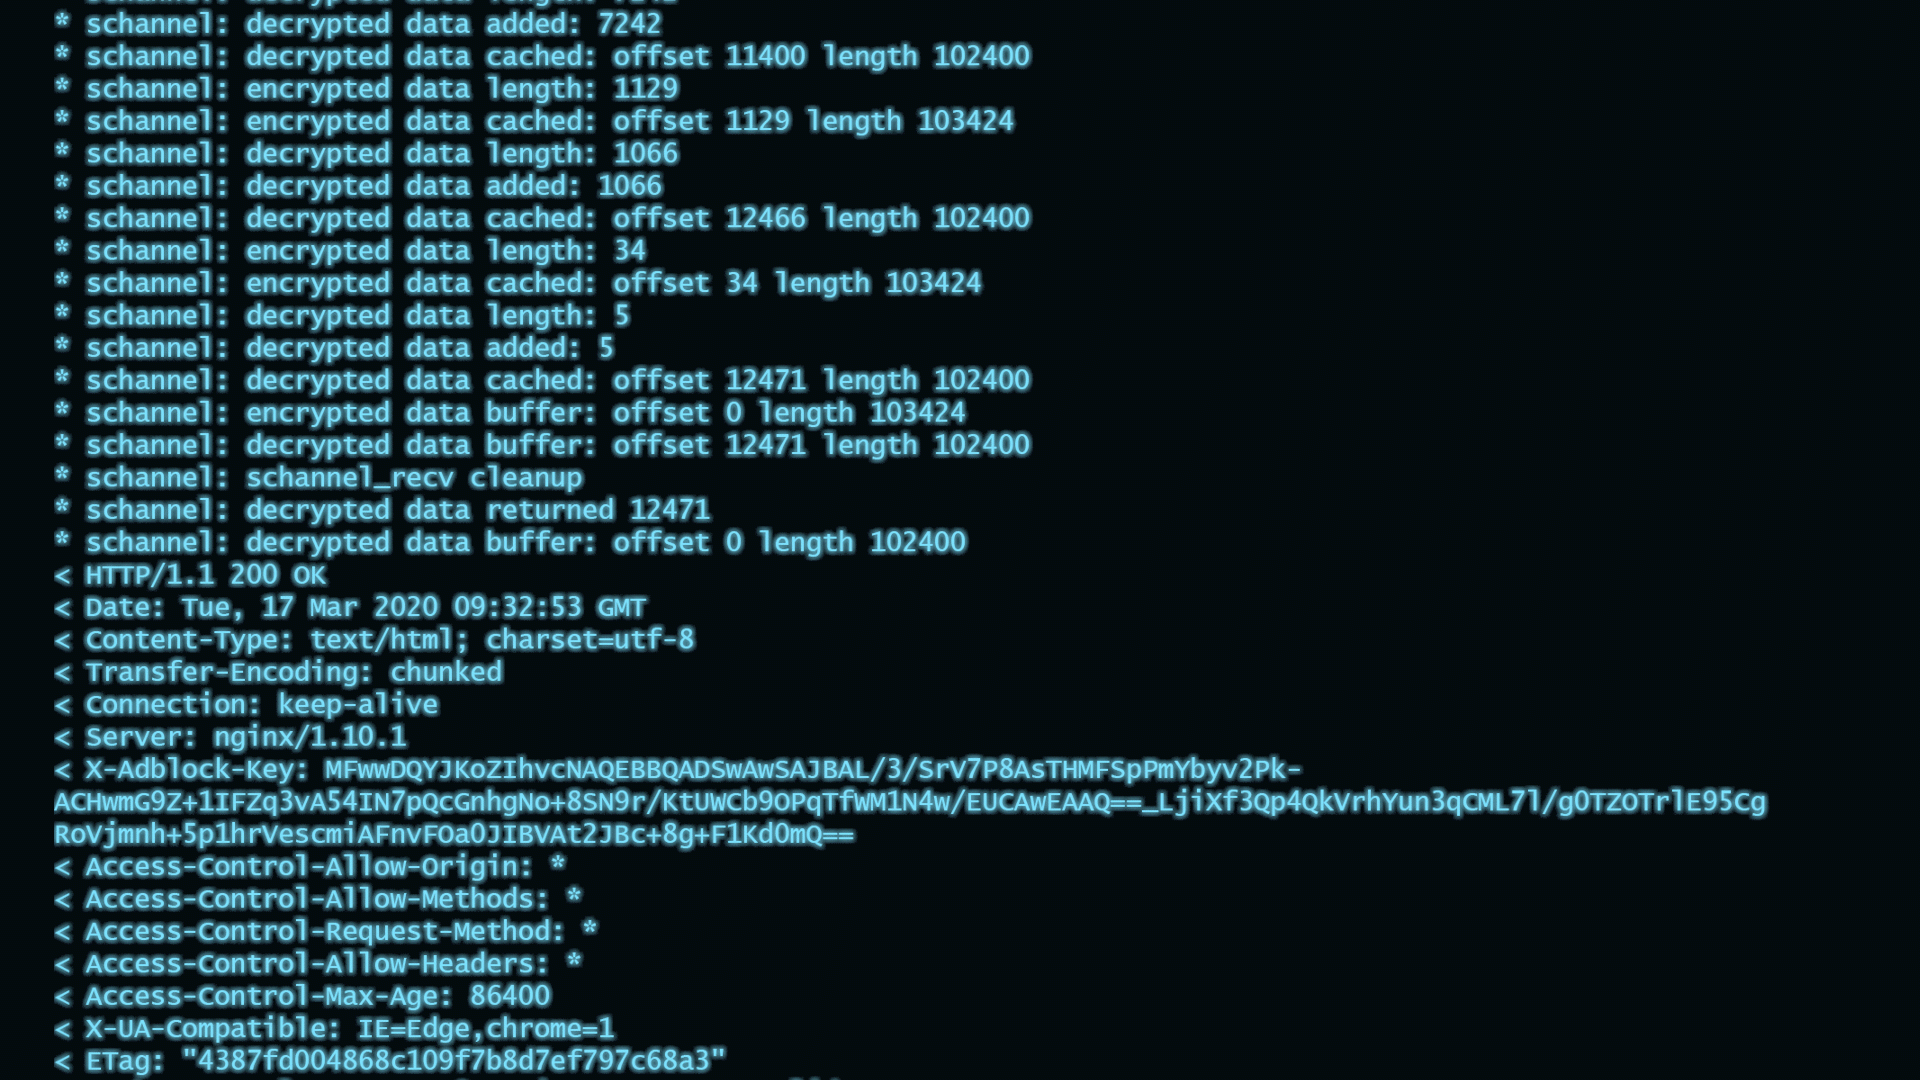 * schannel: decrypted data added: 7242
* schannel: decrypted data cached: offset 11400 length 102400
* schannel: encrypted data length: 1129
* schannel: encrypted data cached: offset 1129 length 103424
* schannel: decrypted data length: 1066
* schannel: decrypted data added: 1066
* schannel: decrypted data cached: offset 12466 length 102400
* schannel: encrypted data length: 34
* schannel: encrypted data cached: offset 34 length 103424
* schannel: decrypted data length: 5
* schannel: decrypted data added: 5
* schannel: decrypted data cached: offset 12471 length 102400
* schannel: encrypted data buffer: offset 0 length 103424
* schannel: decrypted data buffer: offset 12471 length 102400
* schannel: schannel_recv cleanup
* schannel: decrypted data returned 12471
* schannel: decrypted data buffer: offset 0 length 102400
< HTTP/1.1 200 OK
< Date: Tue, 17 Mar 2020 09:32:53 GMT
< Content-Type: text/html; charset=utf-8
< Transfer-Encoding: chunked
< Connection: keep-alive
< Server: nginx/1.10.1
< X-Adblock-Key: MFwwDQYJKoZIhvcNAQEBBQADSwAwSAJBAL/3/SrV7P8AsTHMFSpPmYbyv2Pk-
ACHwmG9Z+1IFZq3vA54IN7pQcGnhgNo+8SN9r/KtUWCb9OPqTfWM1N4w/EUCAwEAAQ==_LjiXf3Qp4QkVrhYun3qCML7l/g0TZOTrlE95Cg
RoVjmnh+5p1hrVescmiAFnvFOa0JIBVAt2JBc+8g+F1Kd0mQ==
< Access-Control-Allow-Origin: *
< Access-Control-Allow-Methods: *
< Access-Control-Request-Method: *
< Access-Control-Allow-Headers: *
< Access-Control-Max-Age: 86400
< X-UA-Compatible: IE=Edge,chrome=1
< ETag: "4387fd004868c109f7b8d7ef797c68a3"